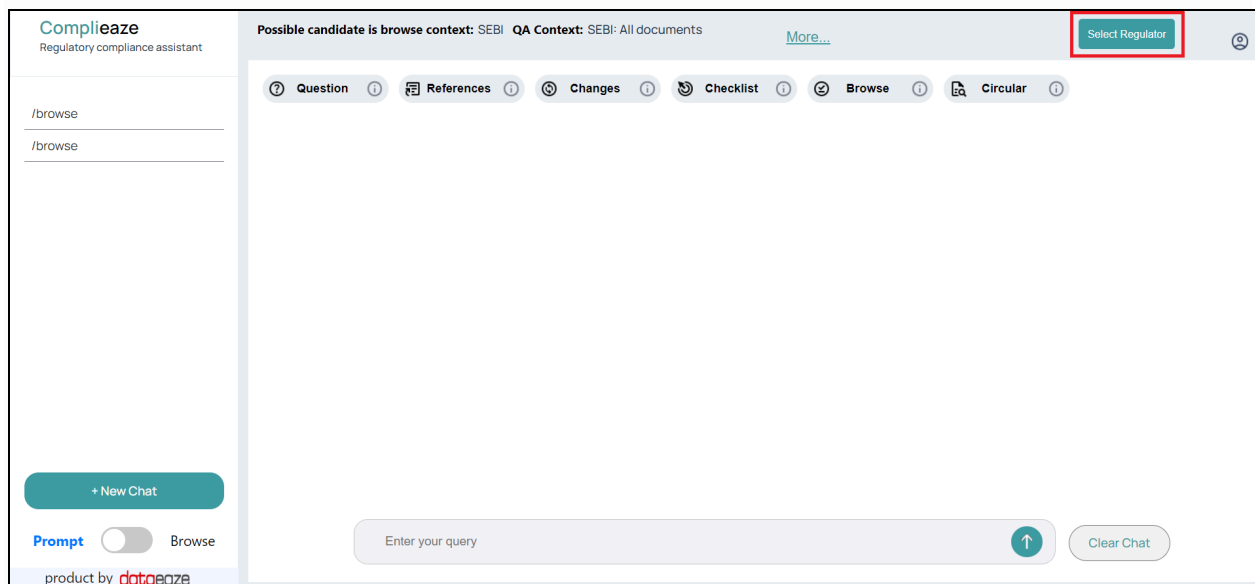 Complieaze
Regulatory compliance assistant
Possible candidate is browse context: SEBI QA Context: SEBI: All documents
More...
Select Regulator
Question
References
Changes
Checklist
Browse
Circular
/browse
/browse
+ New Chat
Prompt
Browse
Enter your query
Clear Chat
product by dataeaze